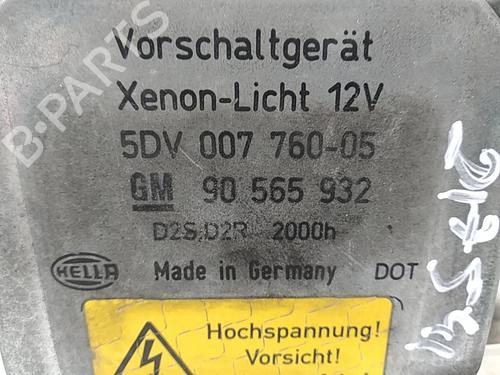 Vorschaltgerät
Xenon-Licht 12V
5DV 007 760-05
GM 90 565 932
D2S,D2R 2000h
HELLA Made in Germany DOT
Hochspannung!
Vorsicht!
B-PARTS